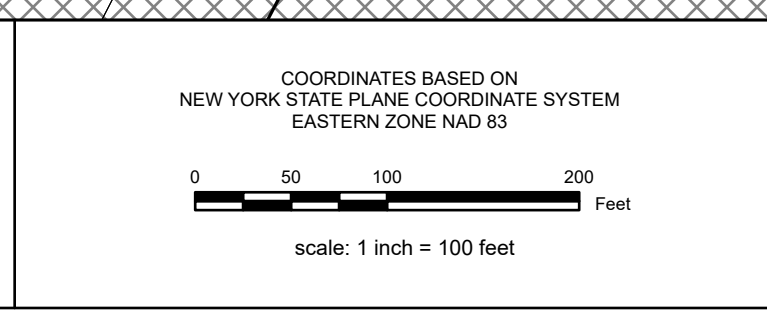 COORDINATES BASED ON
NEW YORK STATE PLANE COORDINATE SYSTEM
EASTERN ZONE NAD 83
0 50 100 200
Feet
scale: 1 inch = 100 feet